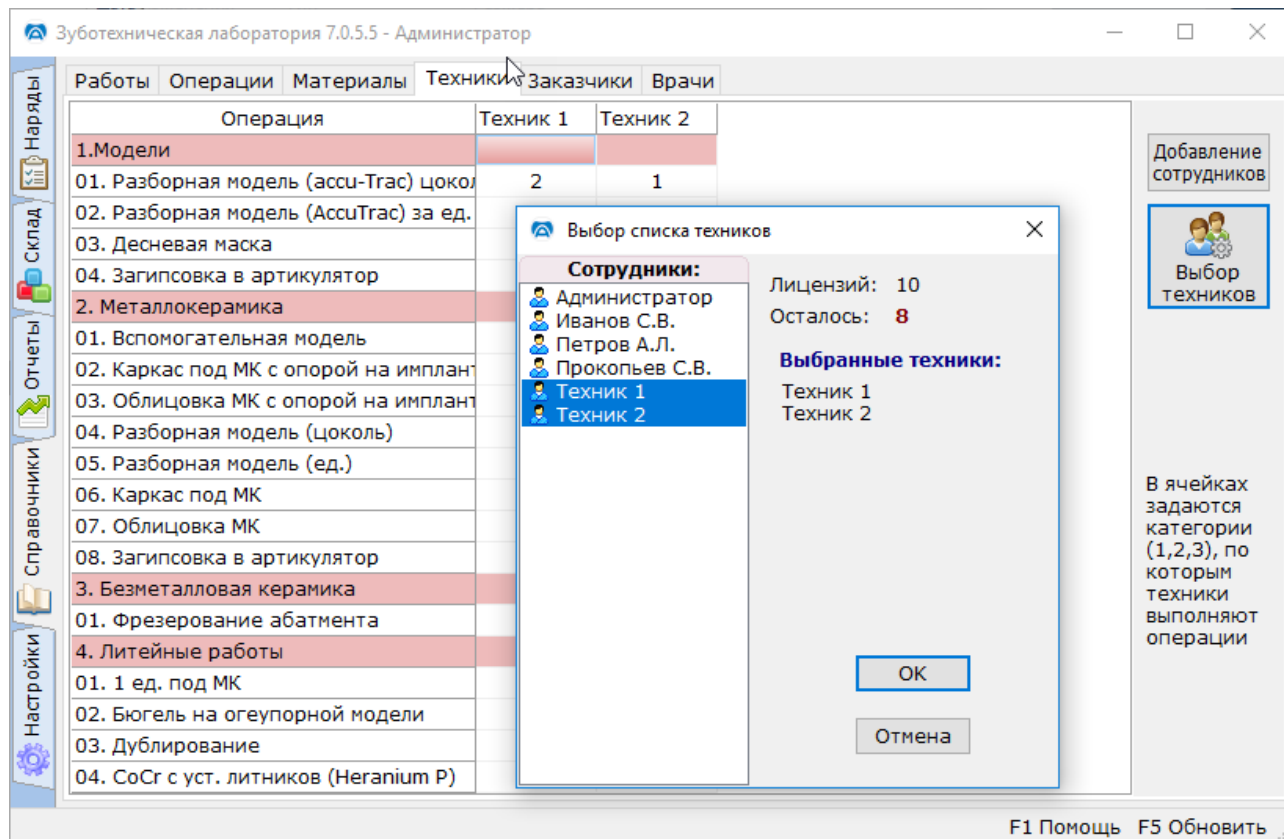 Зуботехническая лаборатория 7.0.5.5 - Администратор
Наряды
Склад
Отчеты
Справочники
Настройки
Работы Операции Материалы Техники Заказчики Врачи
Операция Техник 1 Техник 2
1.Модели
01. Разборная модель (accu-Trac) цокол 2 1
02. Разборная модель (AccuTrac) за ед.
03. Десневая маска
04. Загипсовка в артикулятор
2. Металлокерамика
01. Вспомогательная модель
02. Каркас под МК с опорой на имплант
03. Облицовка МК с опорой на имплант
04. Разборная модель (цоколь)
05. Разборная модель (ед.)
06. Каркас под МК
07. Облицовка МК
08. Загипсовка в артикулятор
3. Безметалловая керамика
01. Фрезерование абатмента
4. Литейные работы
01. 1 ед. под МК
02. Бюгель на огеупорной модели
03. Дублирование
04. CoCr с уст. литников (Heranium P)
Выбор списка техников
Сотрудники:
Администратор
Иванов С.В.
Петров А.Л.
Прокопьев С.В.
Техник 1
Техник 2
Лицензий: 10
Осталось: 8
Выбранные техники:
Техник 1
Техник 2
OK
Отмена
Добавление
сотрудников
Выбор
техников
В ячейках
задаются
категории
(1,2,3), по
которым
техники
выполняют
операции
F1 Помощь F5 Обновить